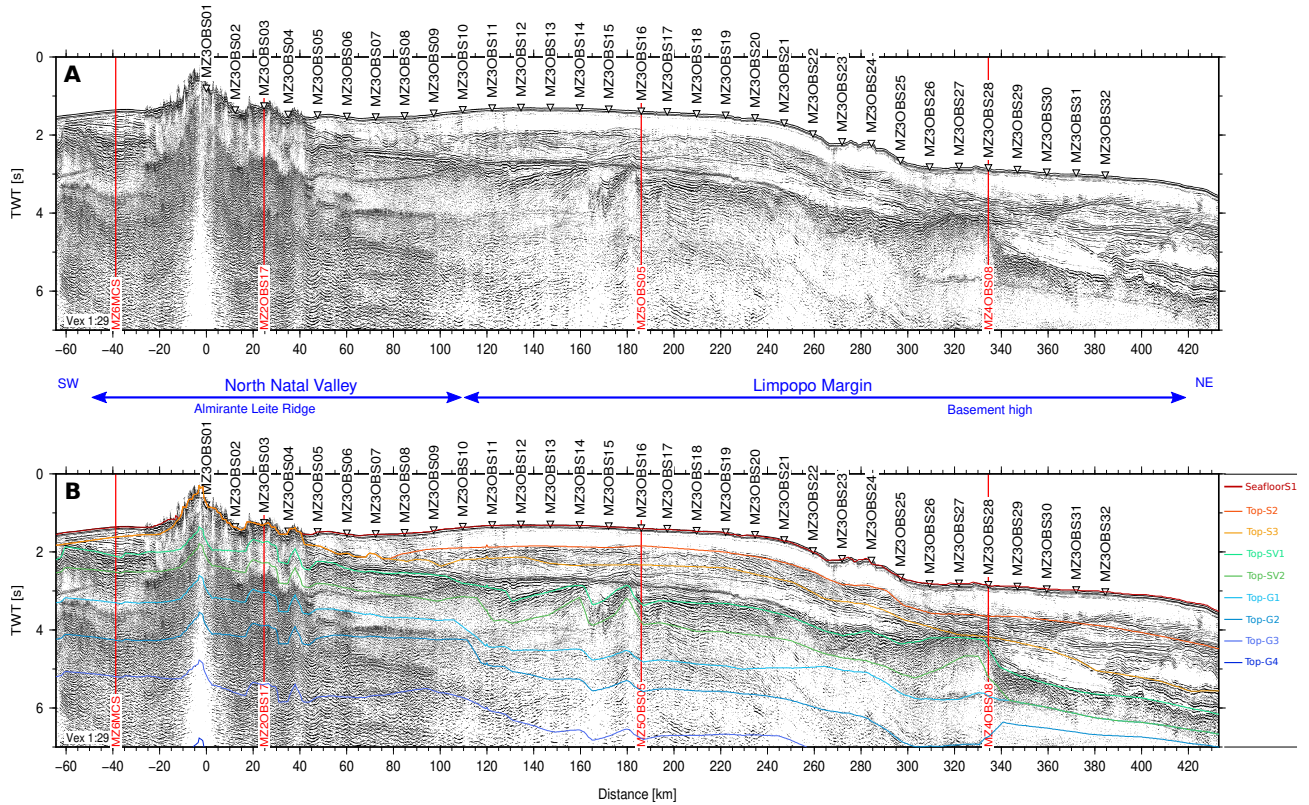 MZ3OBS01 MZ3OBS02 MZ3OBS03 MZ3OBS04 MZ3OBS05 MZ3OBS06 MZ3OBS07 MZ3OBS08 MZ3OBS09 MZ3OBS10 MZ3OBS11 MZ3OBS12 MZ3OBS13 MZ3OBS14 MZ3OBS15 MZ3OBS16 MZ3OBS17 MZ3OBS18 MZ3OBS19 MZ3OBS20 MZ3OBS21 MZ3OBS22 MZ3OBS23 MZ3OBS24 MZ3OBS25 MZ3OBS26 MZ3OBS27 MZ3OBS28 MZ3OBS29 MZ3OBS30 MZ3OBS31 MZ3OBS32
A
0
2
4
6
TWT [s]
MZ6MCS MZ2OBS17 MZ5OBS05 MZ4OBS08
Vex 1:29
−60 −40 −20 0 20 40 60 80 100 120 140 160 180 200 220 240 260 280 300 320 340 360 380 400 420
SW North Natal Valley Limpopo Margin NE
Almirante Leite Ridge Basement high
MZ3OBS01 MZ3OBS02 MZ3OBS03 MZ3OBS04 MZ3OBS05 MZ3OBS06 MZ3OBS07 MZ3OBS08 MZ3OBS09 MZ3OBS10 MZ3OBS11 MZ3OBS12 MZ3OBS13 MZ3OBS14 MZ3OBS15 MZ3OBS16 MZ3OBS17 MZ3OBS18 MZ3OBS19 MZ3OBS20 MZ3OBS21 MZ3OBS22 MZ3OBS23 MZ3OBS24 MZ3OBS25 MZ3OBS26 MZ3OBS27 MZ3OBS28 MZ3OBS29 MZ3OBS30 MZ3OBS31 MZ3OBS32
B
0
2
4
6
TWT [s]
MZ6MCS MZ2OBS17 MZ5OBS05 MZ4OBS08
Vex 1:29
SeafloorS1
Top-S2
Top-S3
Top-SV1
Top-SV2
Top-G1
Top-G2
Top-G3
Top-G4
−60 −40 −20 0 20 40 60 80 100 120 140 160 180 200 220 240 260 280 300 320 340 360 380 400 420
Distance [km]